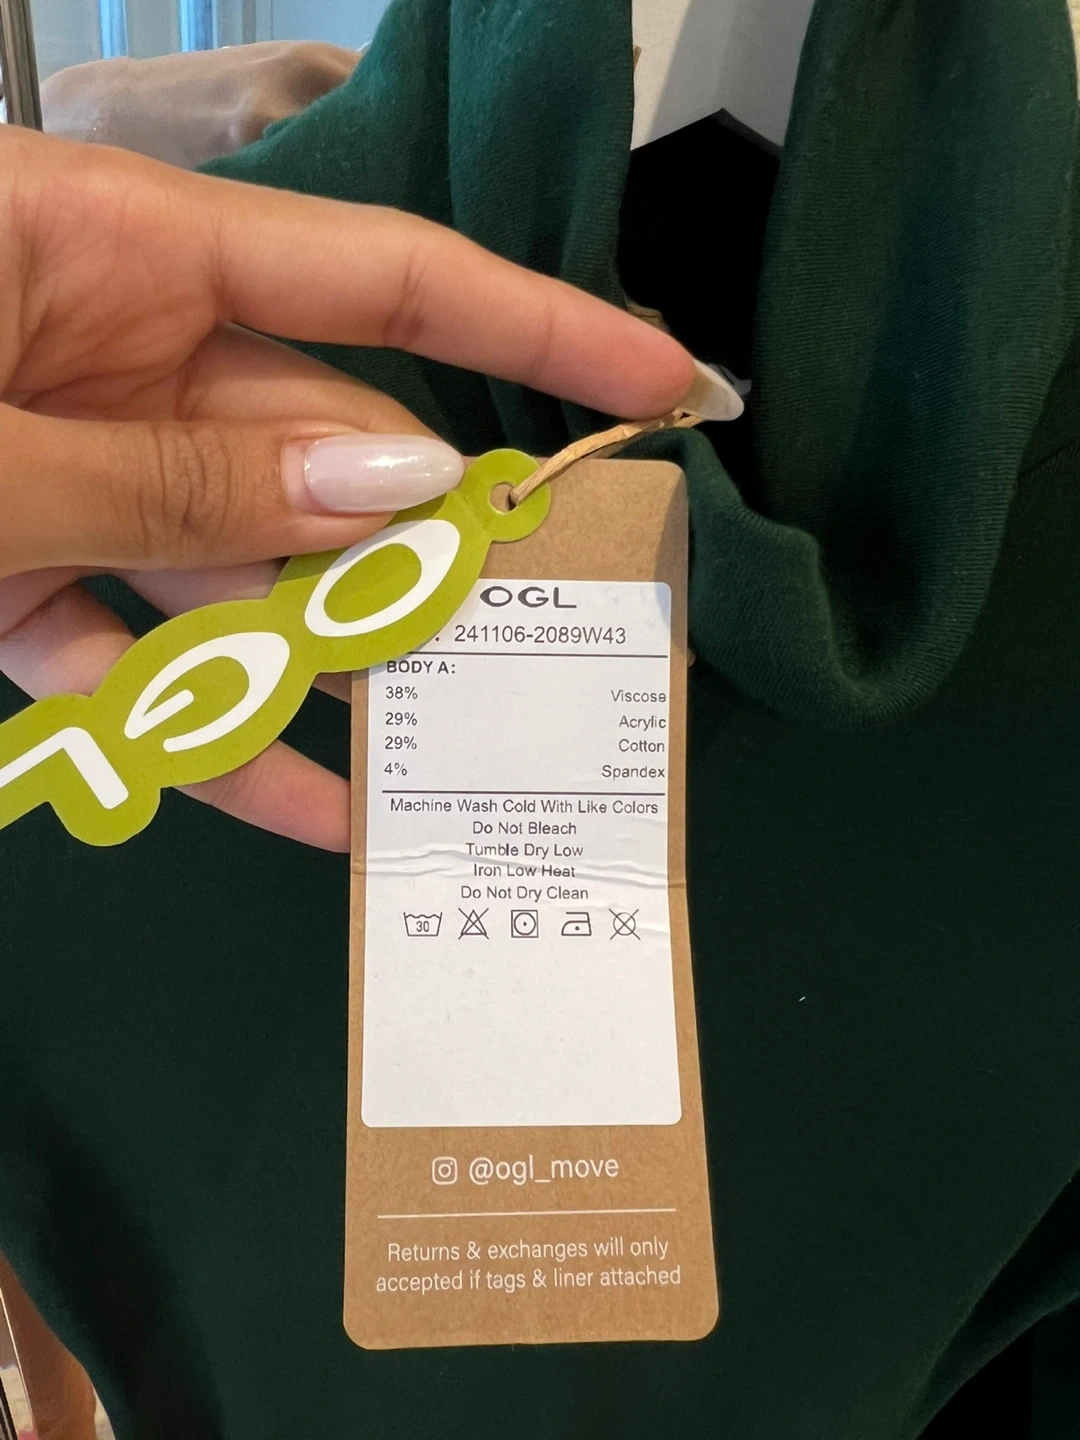 OGL
OGL
241106-2089W43
BODY A:
38% Viscose
29% Acrylic
29% Cotton
4% Spandex
Machine Wash Cold With Like Colors
Do Not Bleach
Tumble Dry Low
Iron Low Heat
Do Not Dry Clean
30
@ogl_move
Returns & exchanges will only
accepted if tags & liner attached